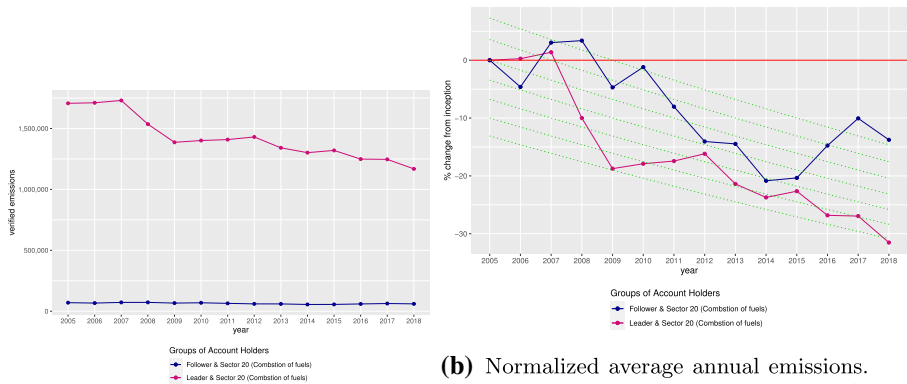 verified emissions
1,500,000
1,000,000
500,000
0
2005 2006 2007 2008 2009 2010 2011 2012 2013 2014 2015 2016 2017 2018
year
Groups of Account Holders
Follower & Sector 20 (Combstion of fuels)
Leader & Sector 20 (Combstion of fuels)
% change from inception
0
−10
−20
−30
2005 2006 2007 2008 2009 2010 2011 2012 2013 2014 2015 2016 2017 2018
year
Groups of Account Holders
Follower & Sector 20 (Combstion of fuels)
Leader & Sector 20 (Combstion of fuels)
(b) Normalized average annual emissions.